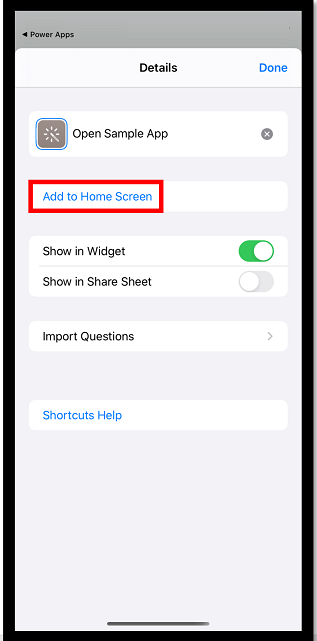 ◀ Power Apps
Details
Done
Open Sample App
Add to Home Screen
Show in Widget
Show in Share Sheet
Import Questions
Shortcuts Help